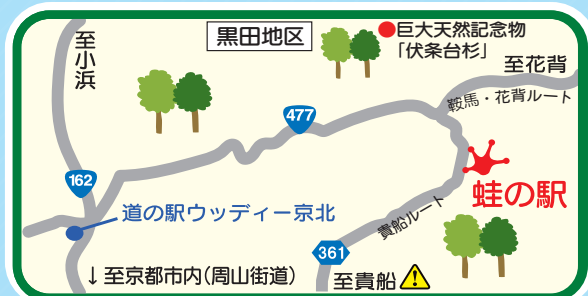 至小浜
黒田地区
巨大天然記念物
「伏条台杉」
至花背
鞍馬・花背ルート
477
162
蛙の駅
道の駅ウッディー京北
貴船ルート
361
↓至京都市内(周山街道)
至貴船
!